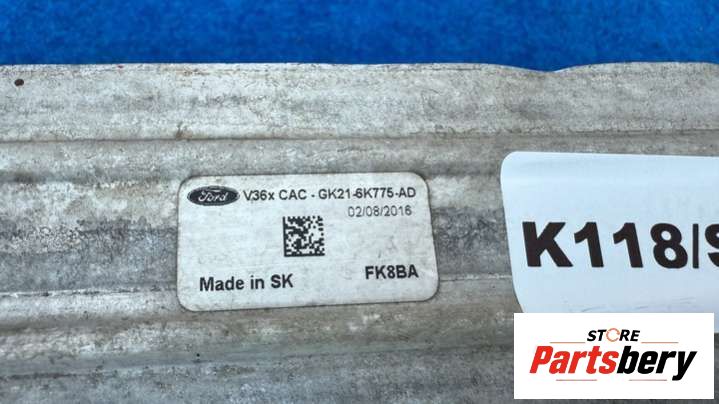 Ford V36x CAC - GK21-6K775-AD
02/08/2016
Made in SK FK8BA
K118/S
STORE
Partsbery